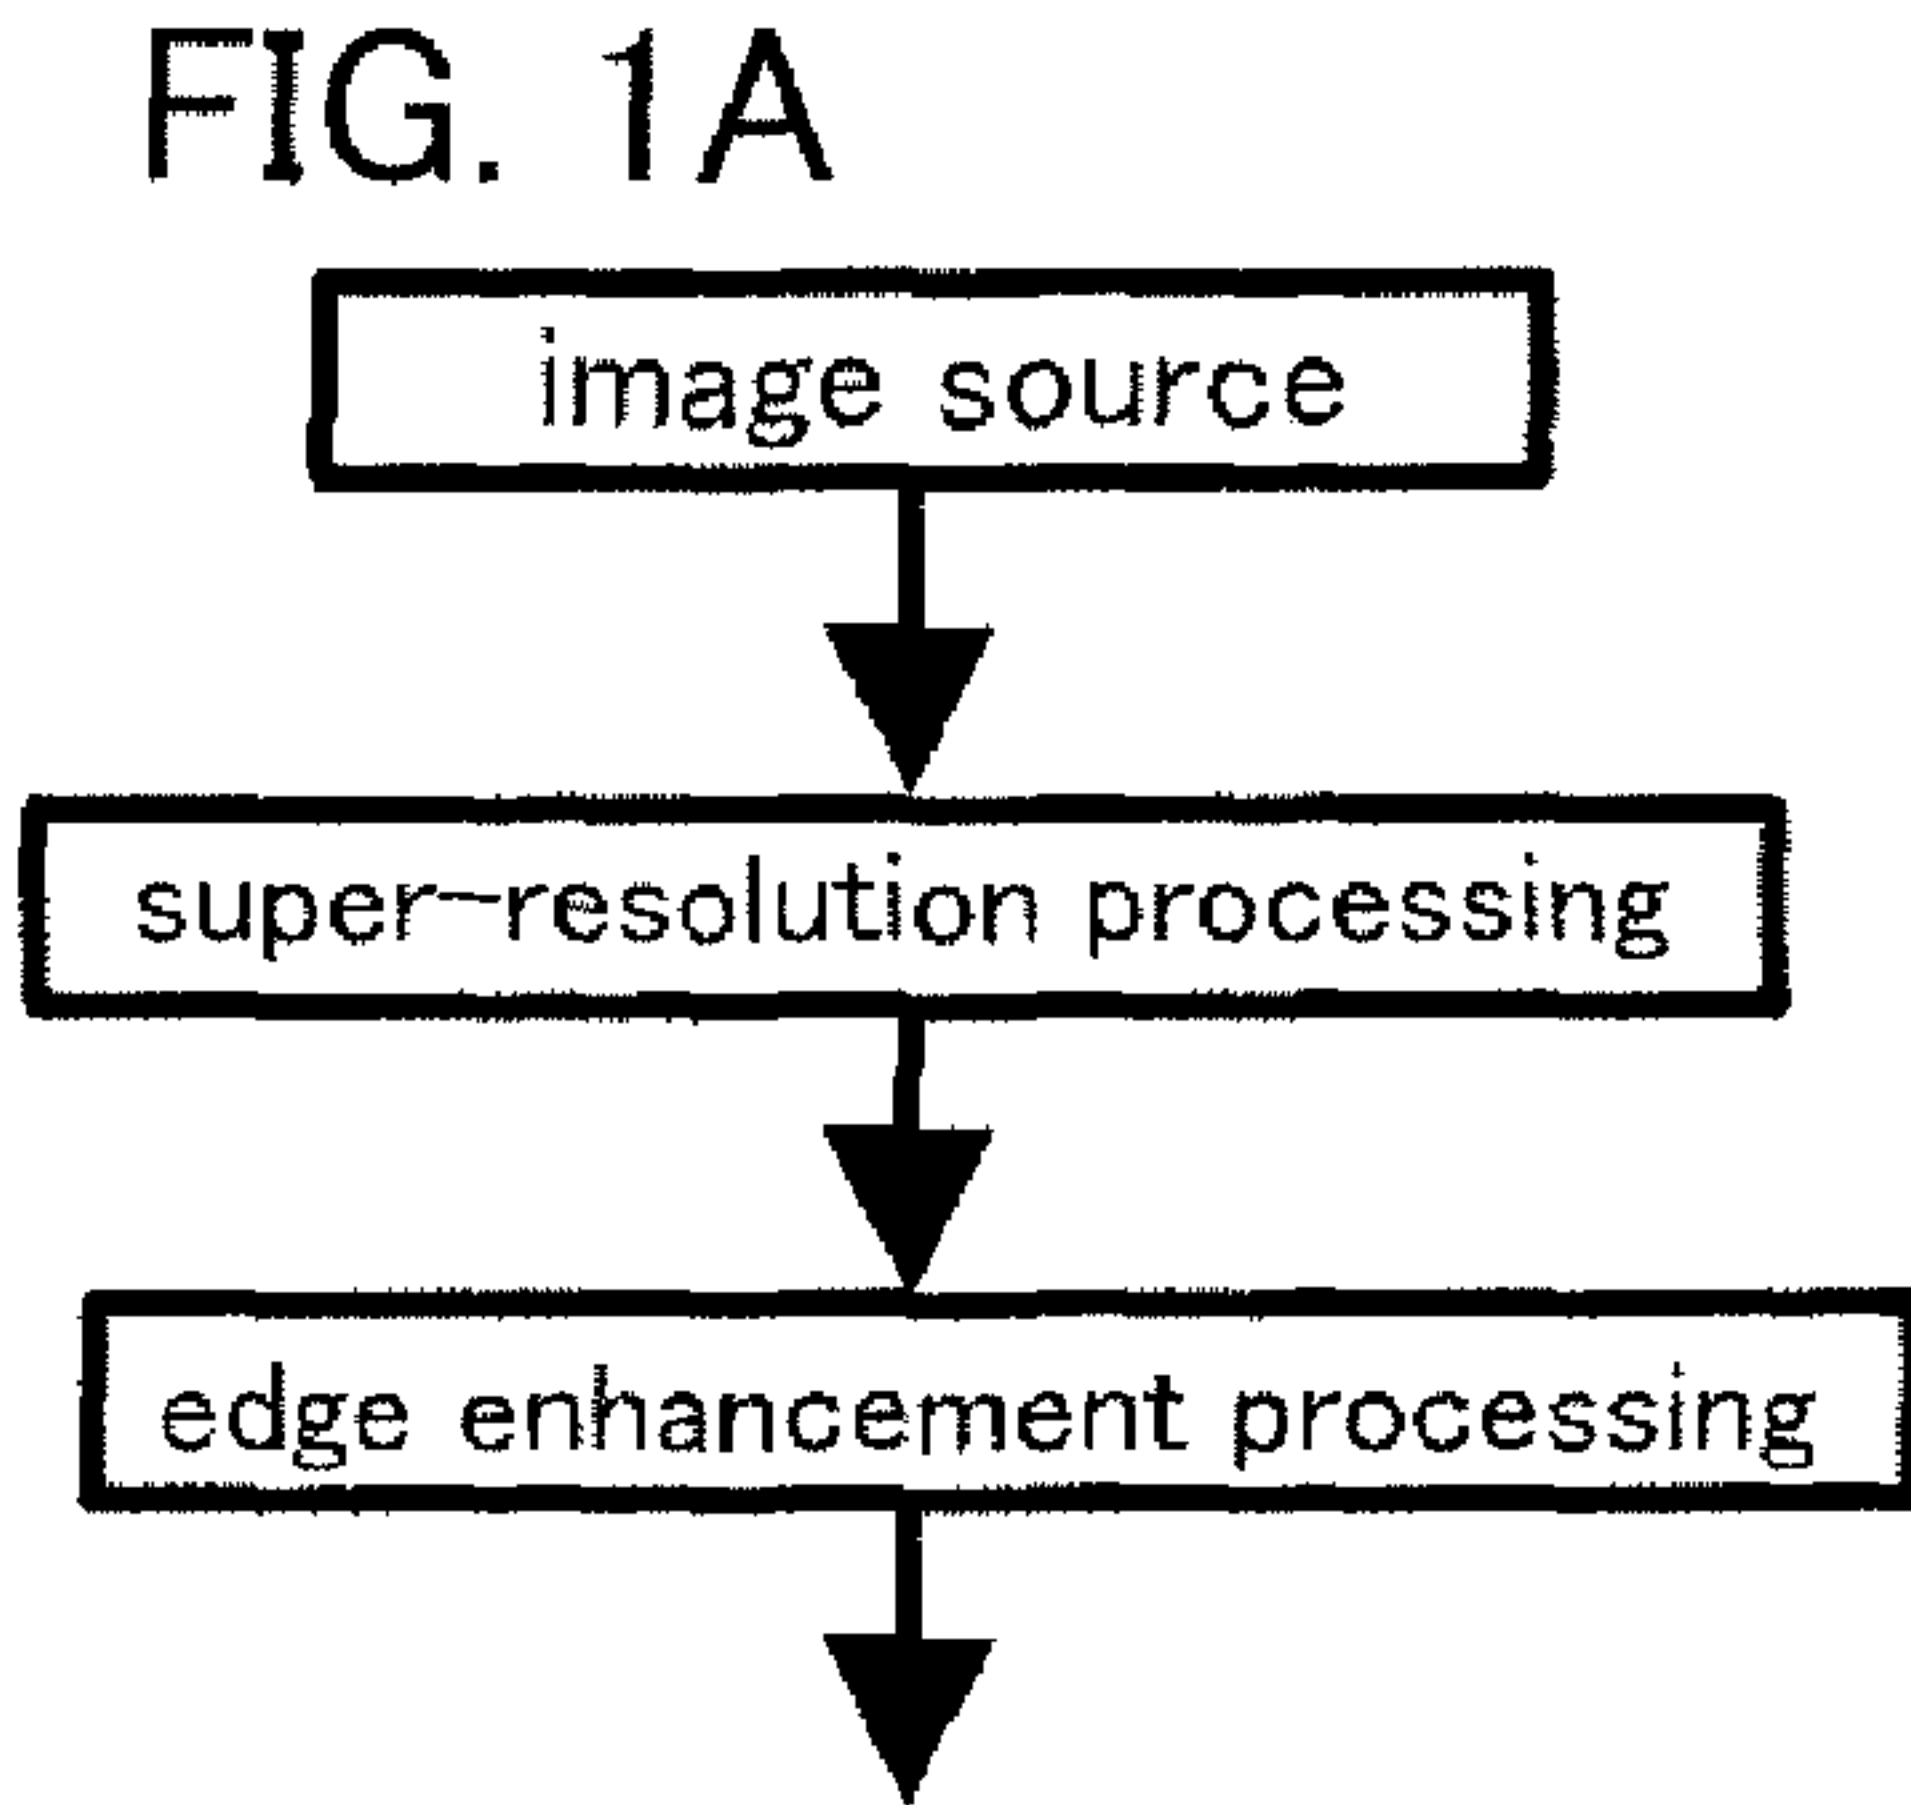 FIG. 1A
image source
super-resolution processing
edge enhancement processing